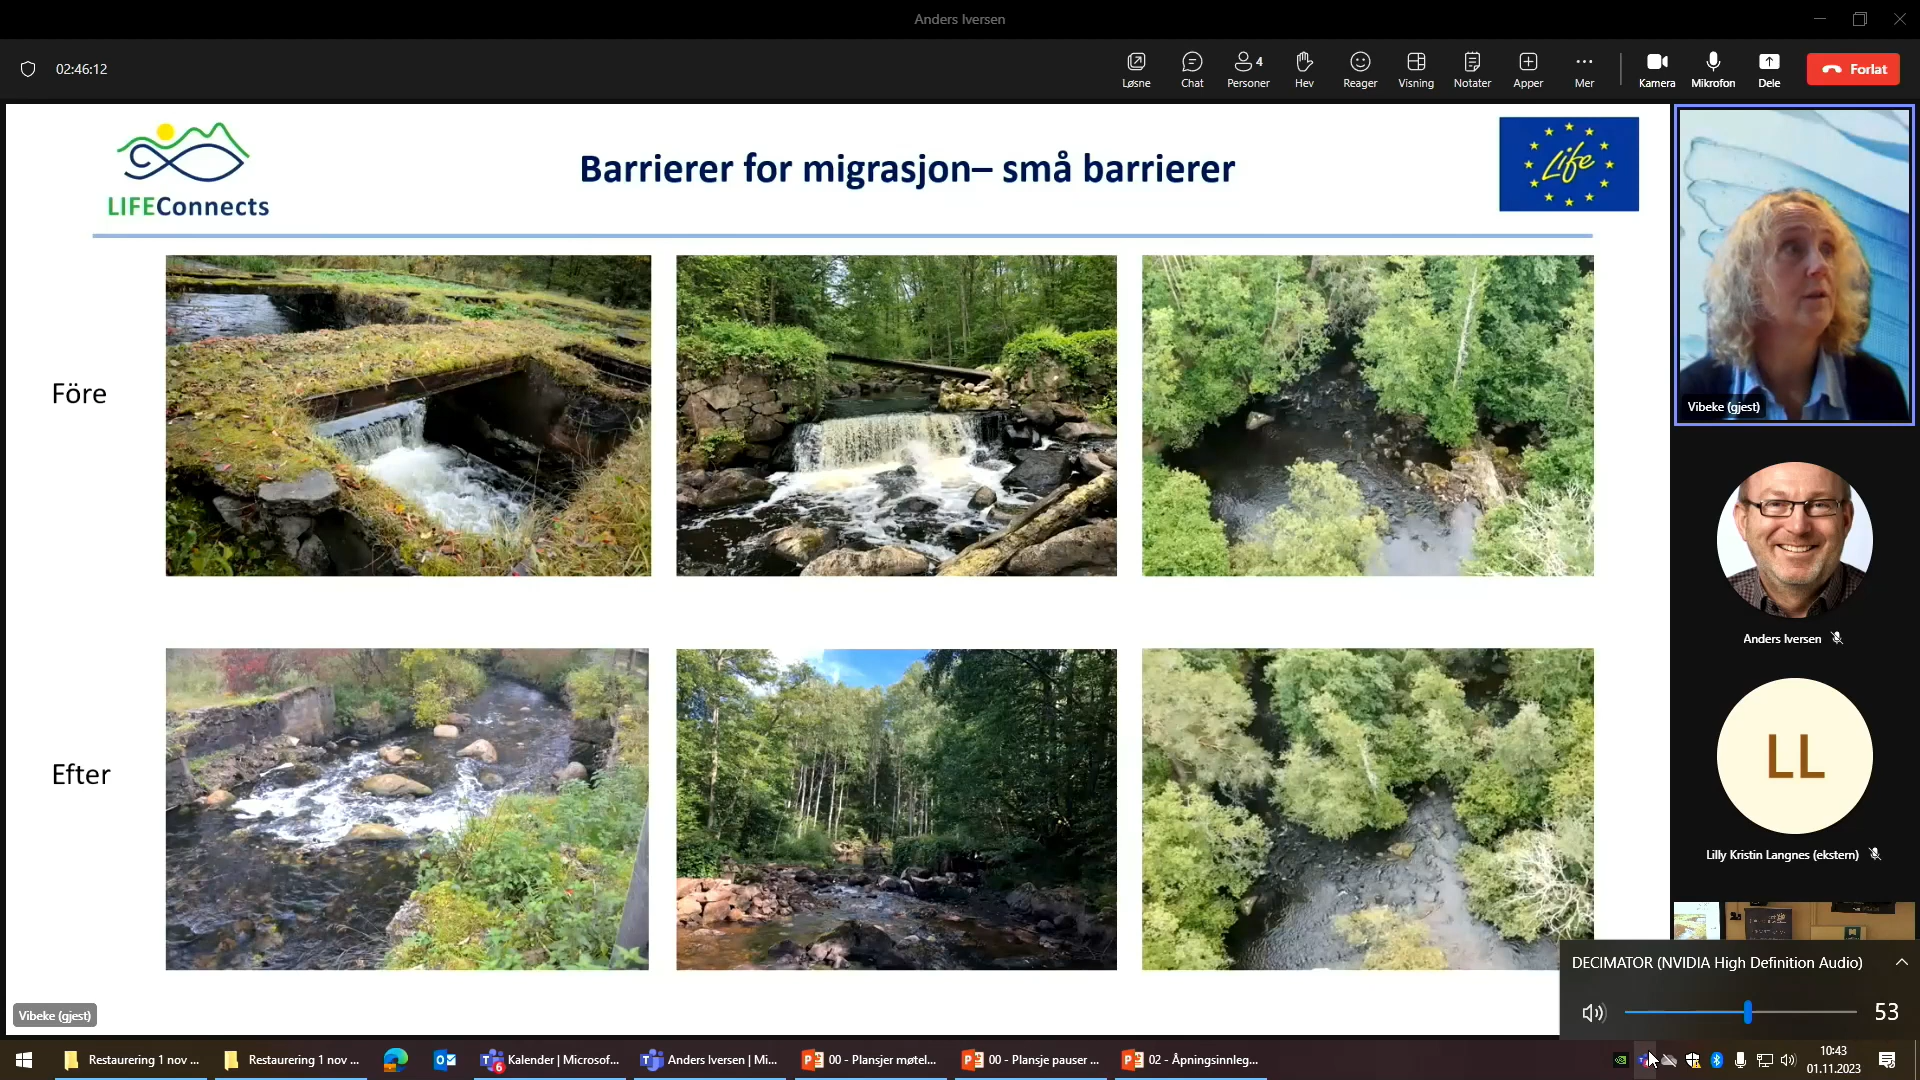 Anders Iversen
02:46:12
Løsne
Chat
4
Personer
Hev
Reager
Visning
Notater
Apper
Mer
Kamera
Mikrofon
Dele
Forlat
LIFEConnects
Barrierer for migrasjon– små barrierer
Life
Före
Efter
Vibeke (gjest)
Anders Iversen
LL
Lilly Kristin Langnes (ekstern)
DECIMATOR (NVIDIA High Definition Audio)
53
Vibeke (gjest)
Restaurering 1 nov ...
Restaurering 1 nov ...
6
Kalender | Microsof...
Anders Iversen | Mi...
00 - Plansjer møtel...
00 - Plansje pauser ...
02 - Åpningsinnleg...
10:43
01.11.2023